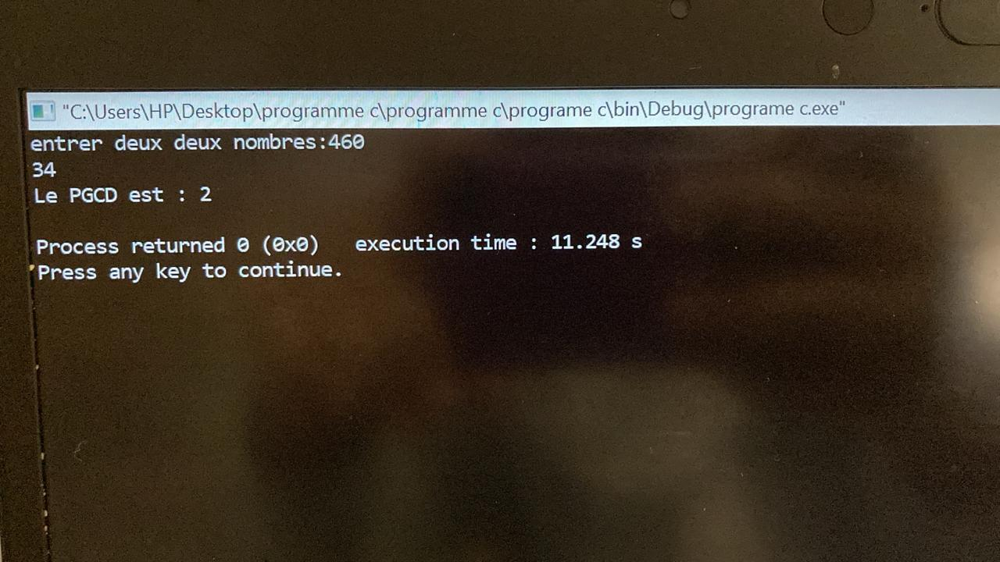 "C:\Users\HP\Desktop\programme c\programme c\programe c\bin\Debug\programe c.exe"
entrer deux deux nombres:460
34
Le PGCD est : 2
Process returned 0 (0x0)   execution time : 11.248 s
Press any key to continue.